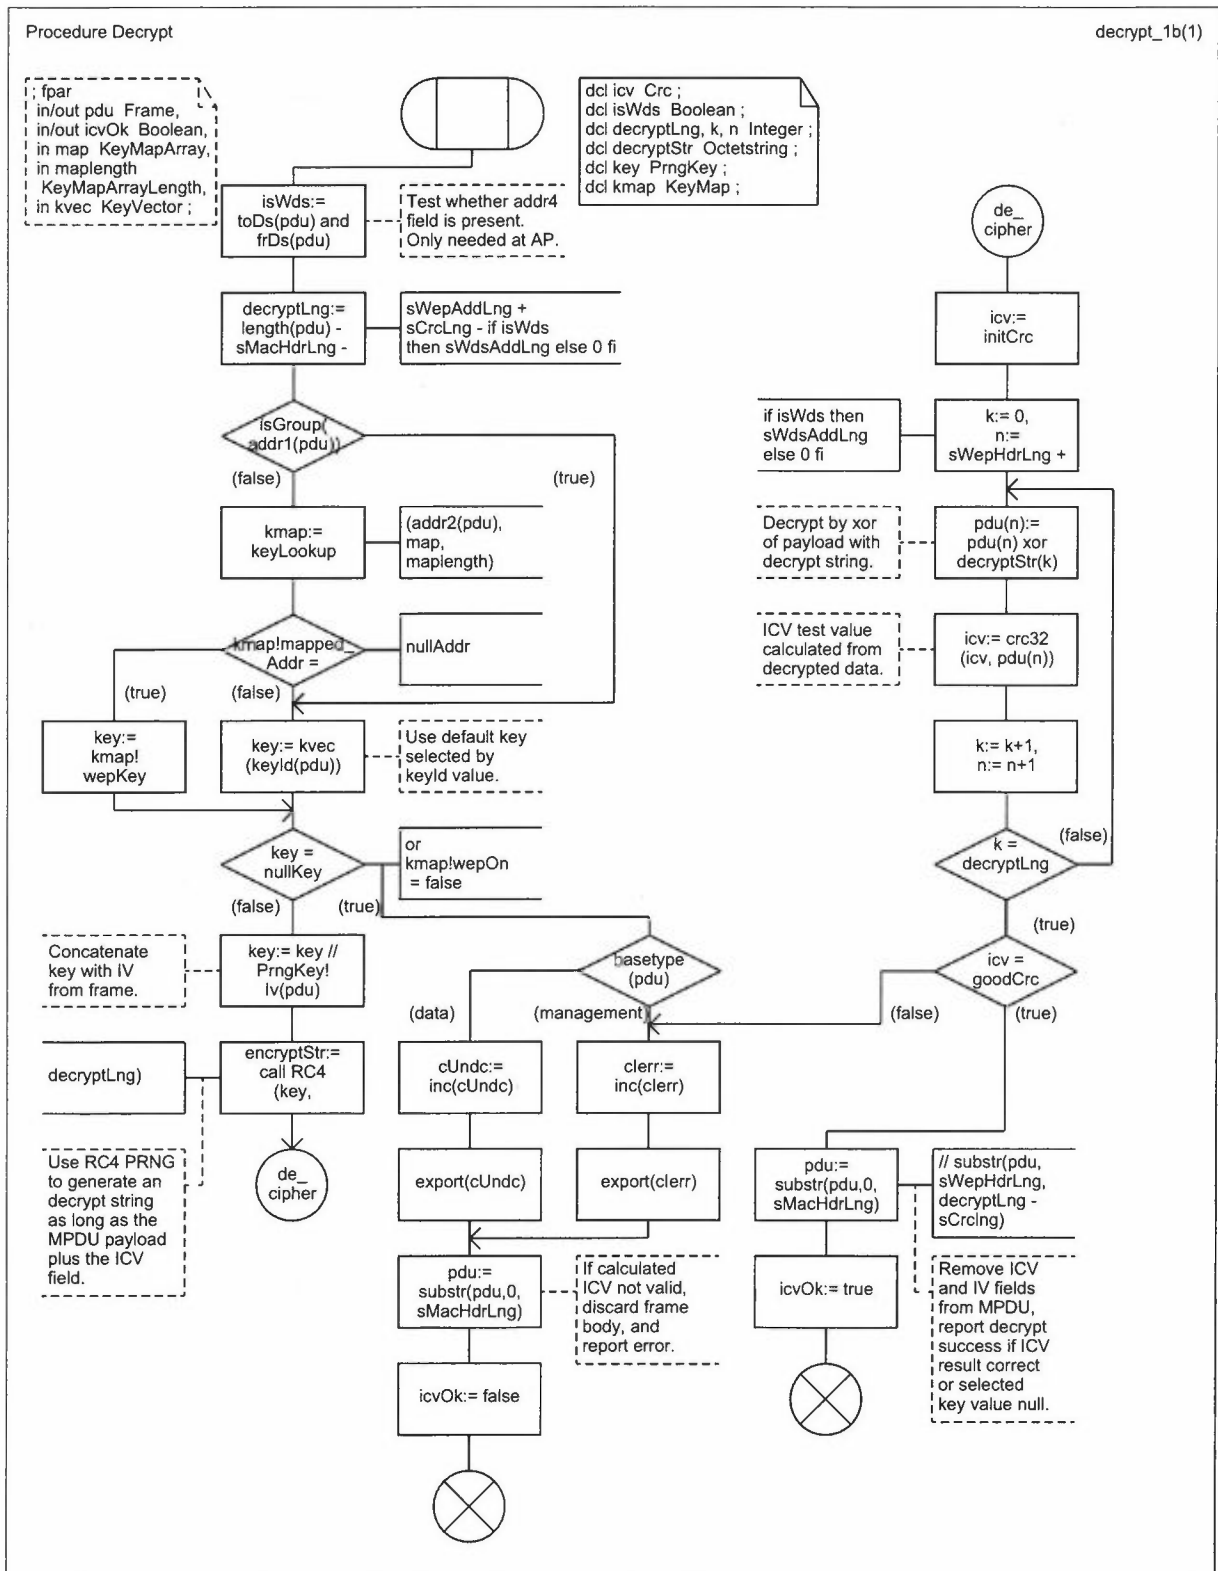 Procedure Decrypt
decrypt_1b(1)
; fpar
in/out pdu Frame,
in/out icvOk Boolean,
in map KeyMapArray,
in maplength
KeyMapArrayLength,
in kvec KeyVector ;
dcl icv Crc ;
dcl isWds Boolean ;
dcl decryptLng, k, n Integer ;
dcl decryptStr Octetstring ;
dcl key PrngKey ;
dcl kmap KeyMap ;
isWds:=
toDs(pdu) and
frDs(pdu)
Test whether addr4
field is present.
Only needed at AP.
decryptLng:=
length(pdu) -
sMacHdrLng -
sWepAddLng +
sCrcLng - if isWds
then sWdsAddLng else 0 fi
isGroup(
addr1(pdu))
(false)
(true)
kmap:=
keyLookup
(addr2(pdu),
map,
maplength)
kmap!mapped_
Addr =
nullAddr
(true)
(false)
key:=
kmap!
wepKey
key:= kvec
(keyId(pdu))
Use default key
selected by
keyId value.
key =
nullKey
or
kmap!wepOn
= false
(false)
(true)
Concatenate
key with IV
from frame.
key:= key //
PrngKey!
Iv(pdu)
decryptLng)
encryptStr:=
call RC4
(key,
Use RC4 PRNG
to generate an
decrypt string
as long as the
MPDU payload
plus the ICV
field.
de_
cipher
basetype
(pdu)
(data)
(management)
cUndc:=
inc(cUndc)
cIerr:=
inc(cIerr)
export(cUndc)
export(cIerr)
pdu:=
substr(pdu,0,
sMacHdrLng)
If calculated
ICV not valid,
discard frame
body, and
report error.
icvOk:= false
de_
cipher
icv:=
initCrc
if isWds then
sWdsAddLng
else 0 fi
k:= 0,
n:=
sWepHdrLng +
Decrypt by xor
of payload with
decrypt string.
pdu(n):=
pdu(n) xor
decryptStr(k)
ICV test value
calculated from
decrypted data.
icv:= crc32
(icv, pdu(n))
k:= k+1,
n:= n+1
k =
decryptLng
(false)
(true)
icv =
goodCrc
(false)
(true)
pdu:=
substr(pdu,0,
sMacHdrLng)
// substr(pdu,
sWepHdrLng,
decryptLng -
sCrclng)
icvOk:= true
Remove ICV
and IV fields
from MPDU,
report decrypt
success if ICV
result correct
or selected
key value null.